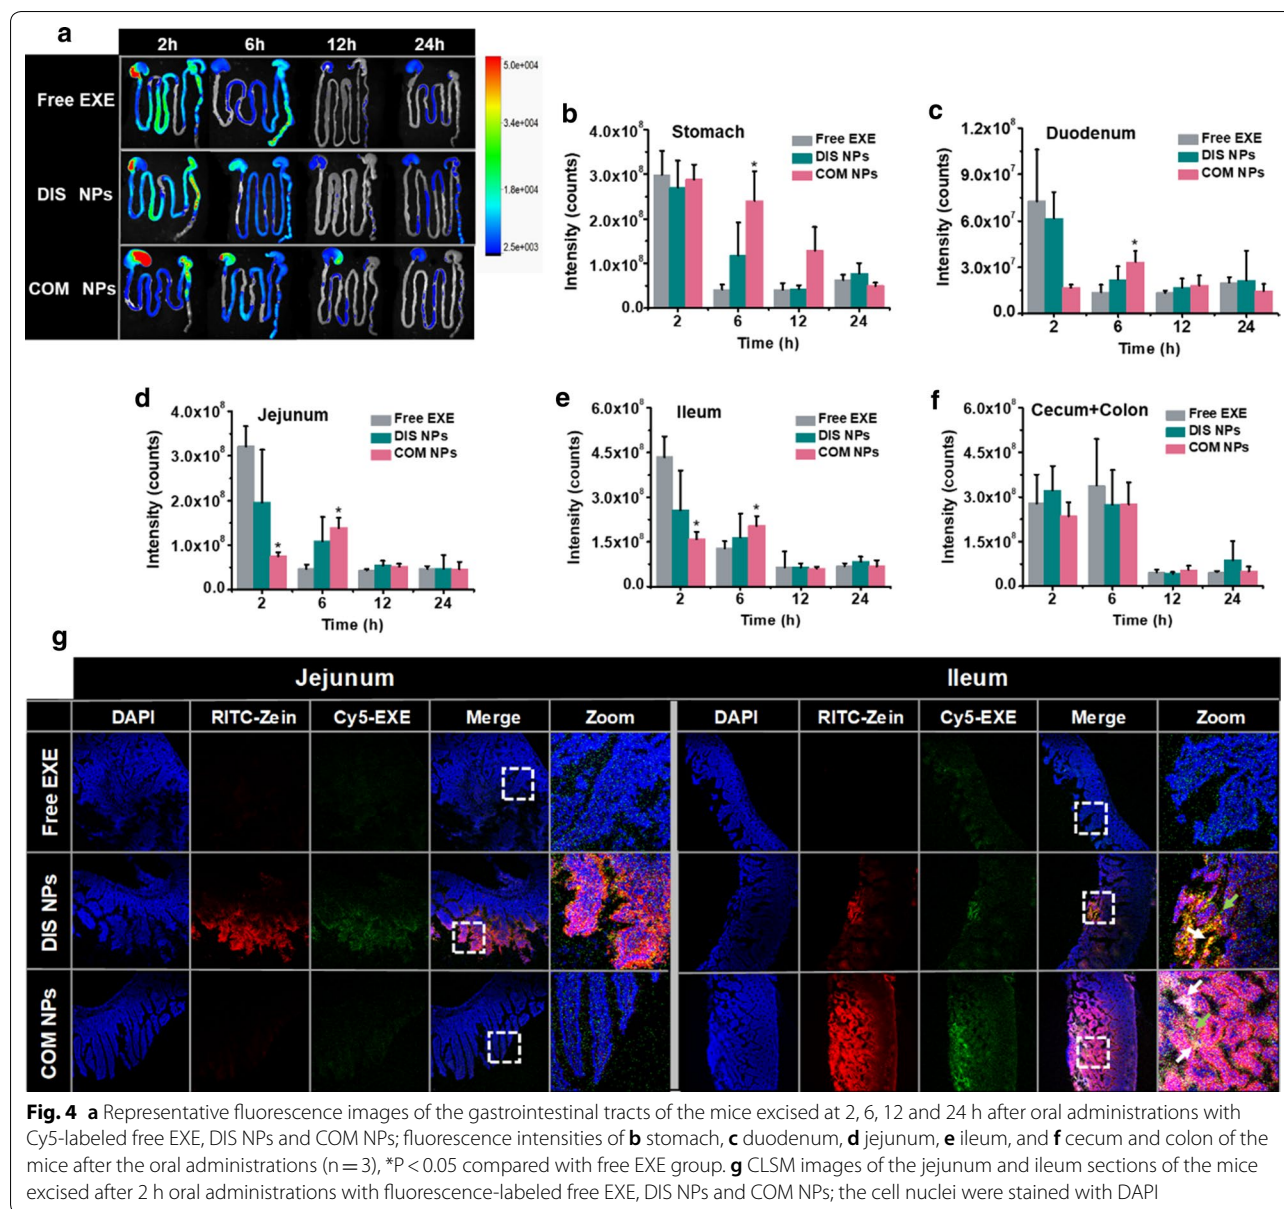 a
2h 6h 12h 24h
Free EXE
DIS NPs
COM NPs
5.0e+004
3.4e+004
1.8e+004
2.5e+003
b
Stomach
Free EXE
DIS NPs
COM NPs
Intensity (counts)
4.0x10⁸
3.0x10⁸
2.0x10⁸
1.0x10⁸
0.0
*
2 6 12 24
Time (h)
c
Duodenum
Free EXE
DIS NPs
COM NPs
Intensity (counts)
1.2x10⁸
9.0x10⁷
6.0x10⁷
3.0x10⁷
0.0
*
2 6 12 24
Time (h)
d
Jejunum
Free EXE
DIS NPs
COM NPs
Intensity (counts)
4.0x10⁸
3.0x10⁸
2.0x10⁸
1.0x10⁸
0.0
* *
2 6 12 24
Time (h)
e
Ileum
Free EXE
DIS NPs
COM NPs
Intensity (counts)
6.0x10⁸
4.5x10⁸
3.0x10⁸
1.5x10⁸
0.0
* *
2 6 12 24
Time (h)
f
Cecum+Colon
Free EXE
DIS NPs
COM NPs
Intensity (counts)
6.0x10⁸
4.5x10⁸
3.0x10⁸
1.5x10⁸
0.0
2 6 12 24
Time (h)
g
Jejunum Ileum
DAPI RITC-Zein Cy5-EXE Merge Zoom DAPI RITC-Zein Cy5-EXE Merge Zoom
Free EXE
DIS NPs
COM NPs
Fig. 4 a Representative fluorescence images of the gastrointestinal tracts of the mice excised at 2, 6, 12 and 24 h after oral administrations with
Cy5-labeled free EXE, DIS NPs and COM NPs; fluorescence intensities of b stomach, c duodenum, d jejunum, e ileum, and f cecum and colon of the
mice after the oral administrations (n = 3), *P < 0.05 compared with free EXE group. g CLSM images of the jejunum and ileum sections of the mice
excised after 2 h oral administrations with fluorescence-labeled free EXE, DIS NPs and COM NPs; the cell nuclei were stained with DAPI